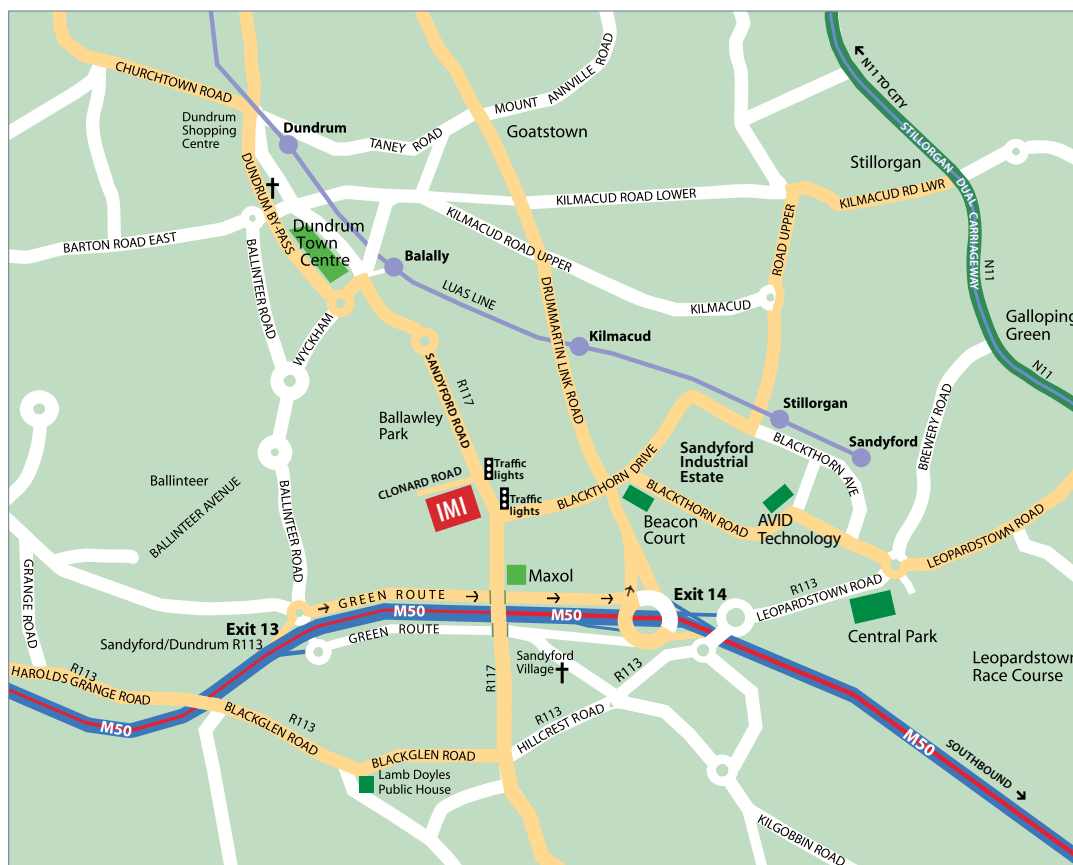 CHURCHTOWN ROAD
MOUNT ANNVILLE ROAD
N11 TO CITY
Dundrum
Shopping
Centre
Dundrum
TANEY ROAD
Goatstown
STILLORGAN DUAL CARRIAGEWAY
Stillorgan
DUNDRUM BY-PASS
KILMACUD ROAD LOWER
KILMACUD RD LWR
BARTON ROAD EAST
Dundrum
Town
Centre
KILMACUD ROAD UPPER
ROAD UPPER
BALLINTEER ROAD
Balally
LUAS LINE
N11
DRUMMARTIN LINK ROAD
KILMACUD
Galloping
Green
WYCKHAM
Kilmacud
N11
SANDYFORD ROAD
R117
Ballawley
Park
Stillorgan
BREWERY ROAD
Sandyford
BLACKTHORN AVE
Sandyford
Industrial
Estate
Traffic
lights
CLONARD ROAD
Ballinteer
BALLINTEER AVENUE
BALLINTEER ROAD
IMI
Traffic
lights
BLACKTHORN DRIVE
BLACKTHORN ROAD
Beacon
Court
AVID
Technology
LEOPARDSTOWN ROAD
GRANGE ROAD
Maxol
GREEN ROUTE
Exit 14
R113
LEOPARDSTOWN ROAD
M50
M50
Exit 13
Sandyford/Dundrum R113
GREEN ROUTE
Central Park
Sandyford
Village
R113
R117
Leopardstown
Race Course
R113
HAROLDS GRANGE ROAD
R113
BLACKGLEN ROAD
R113
HILLCREST ROAD
M50
M50
SOUTHBOUND
BLACKGLEN ROAD
Lamb Doyles
Public House
KILGOBBIN ROAD